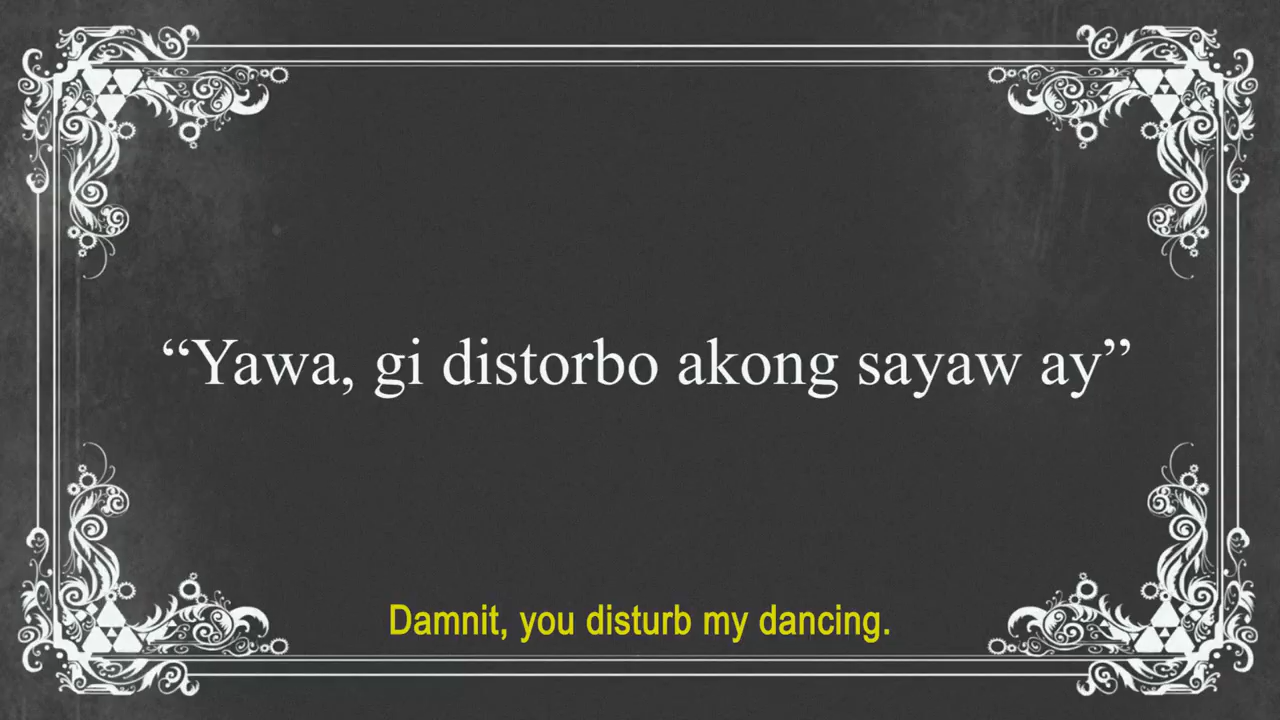 “Yawa, gi distorbo akong sayaw ay”
Damnit, you disturb my dancing.